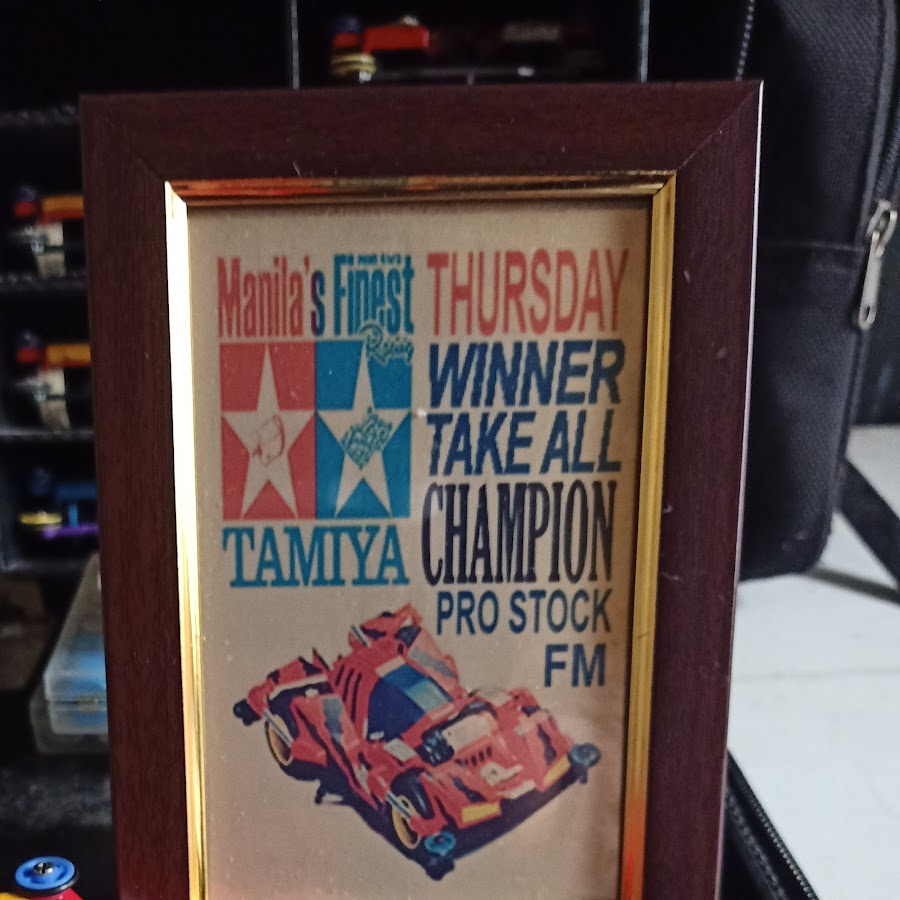 Manila's Finest
Racing
TAMIYA
THURSDAY
WINNER
TAKE ALL
CHAMPION
PRO STOCK
FM